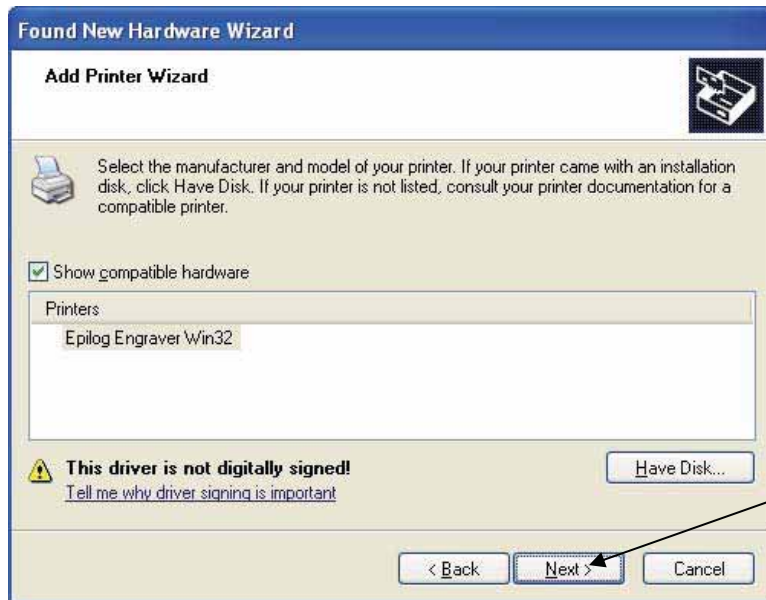 Found New Hardware Wizard
Add Printer Wizard
Select the manufacturer and model of your printer. If your printer came with an installation
disk, click Have Disk. If your printer is not listed, consult your printer documentation for a
compatible printer.
Show compatible hardware
Printers
Epilog Engraver Win32
This driver is not digitally signed!
Have Disk...
Tell me why driver signing is important
< Back
Next >
Cancel